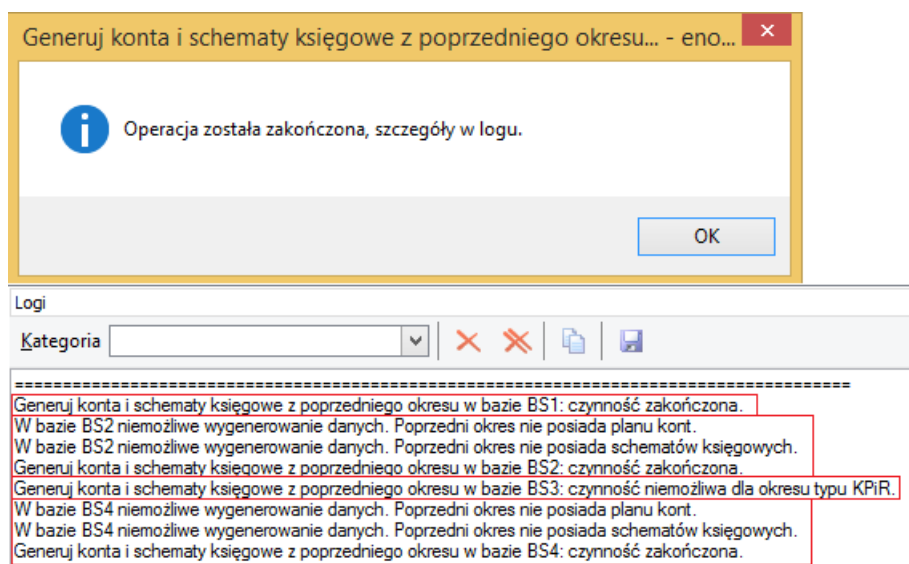 Generuj konta i schematy księgowe z poprzedniego okresu... - eno...
Operacja została zakończona, szczegóły w logu.
OK
Logi
Kategoria
==========================================================================================
Generuj konta i schematy księgowe z poprzedniego okresu w bazie BS1: czynność zakończona.
W bazie BS2 niemożliwe wygenerowanie danych. Poprzedni okres nie posiada planu kont.
W bazie BS2 niemożliwe wygenerowanie danych. Poprzedni okres nie posiada schematów księgowych.
Generuj konta i schematy księgowe z poprzedniego okresu w bazie BS2: czynność zakończona.
Generuj konta i schematy księgowe z poprzedniego okresu w bazie BS3: czynność niemożliwa dla okresu typu KPiR.
W bazie BS4 niemożliwe wygenerowanie danych. Poprzedni okres nie posiada planu kont.
W bazie BS4 niemożliwe wygenerowanie danych. Poprzedni okres nie posiada schematów księgowych.
Generuj konta i schematy księgowe z poprzedniego okresu w bazie BS4: czynność zakończona.